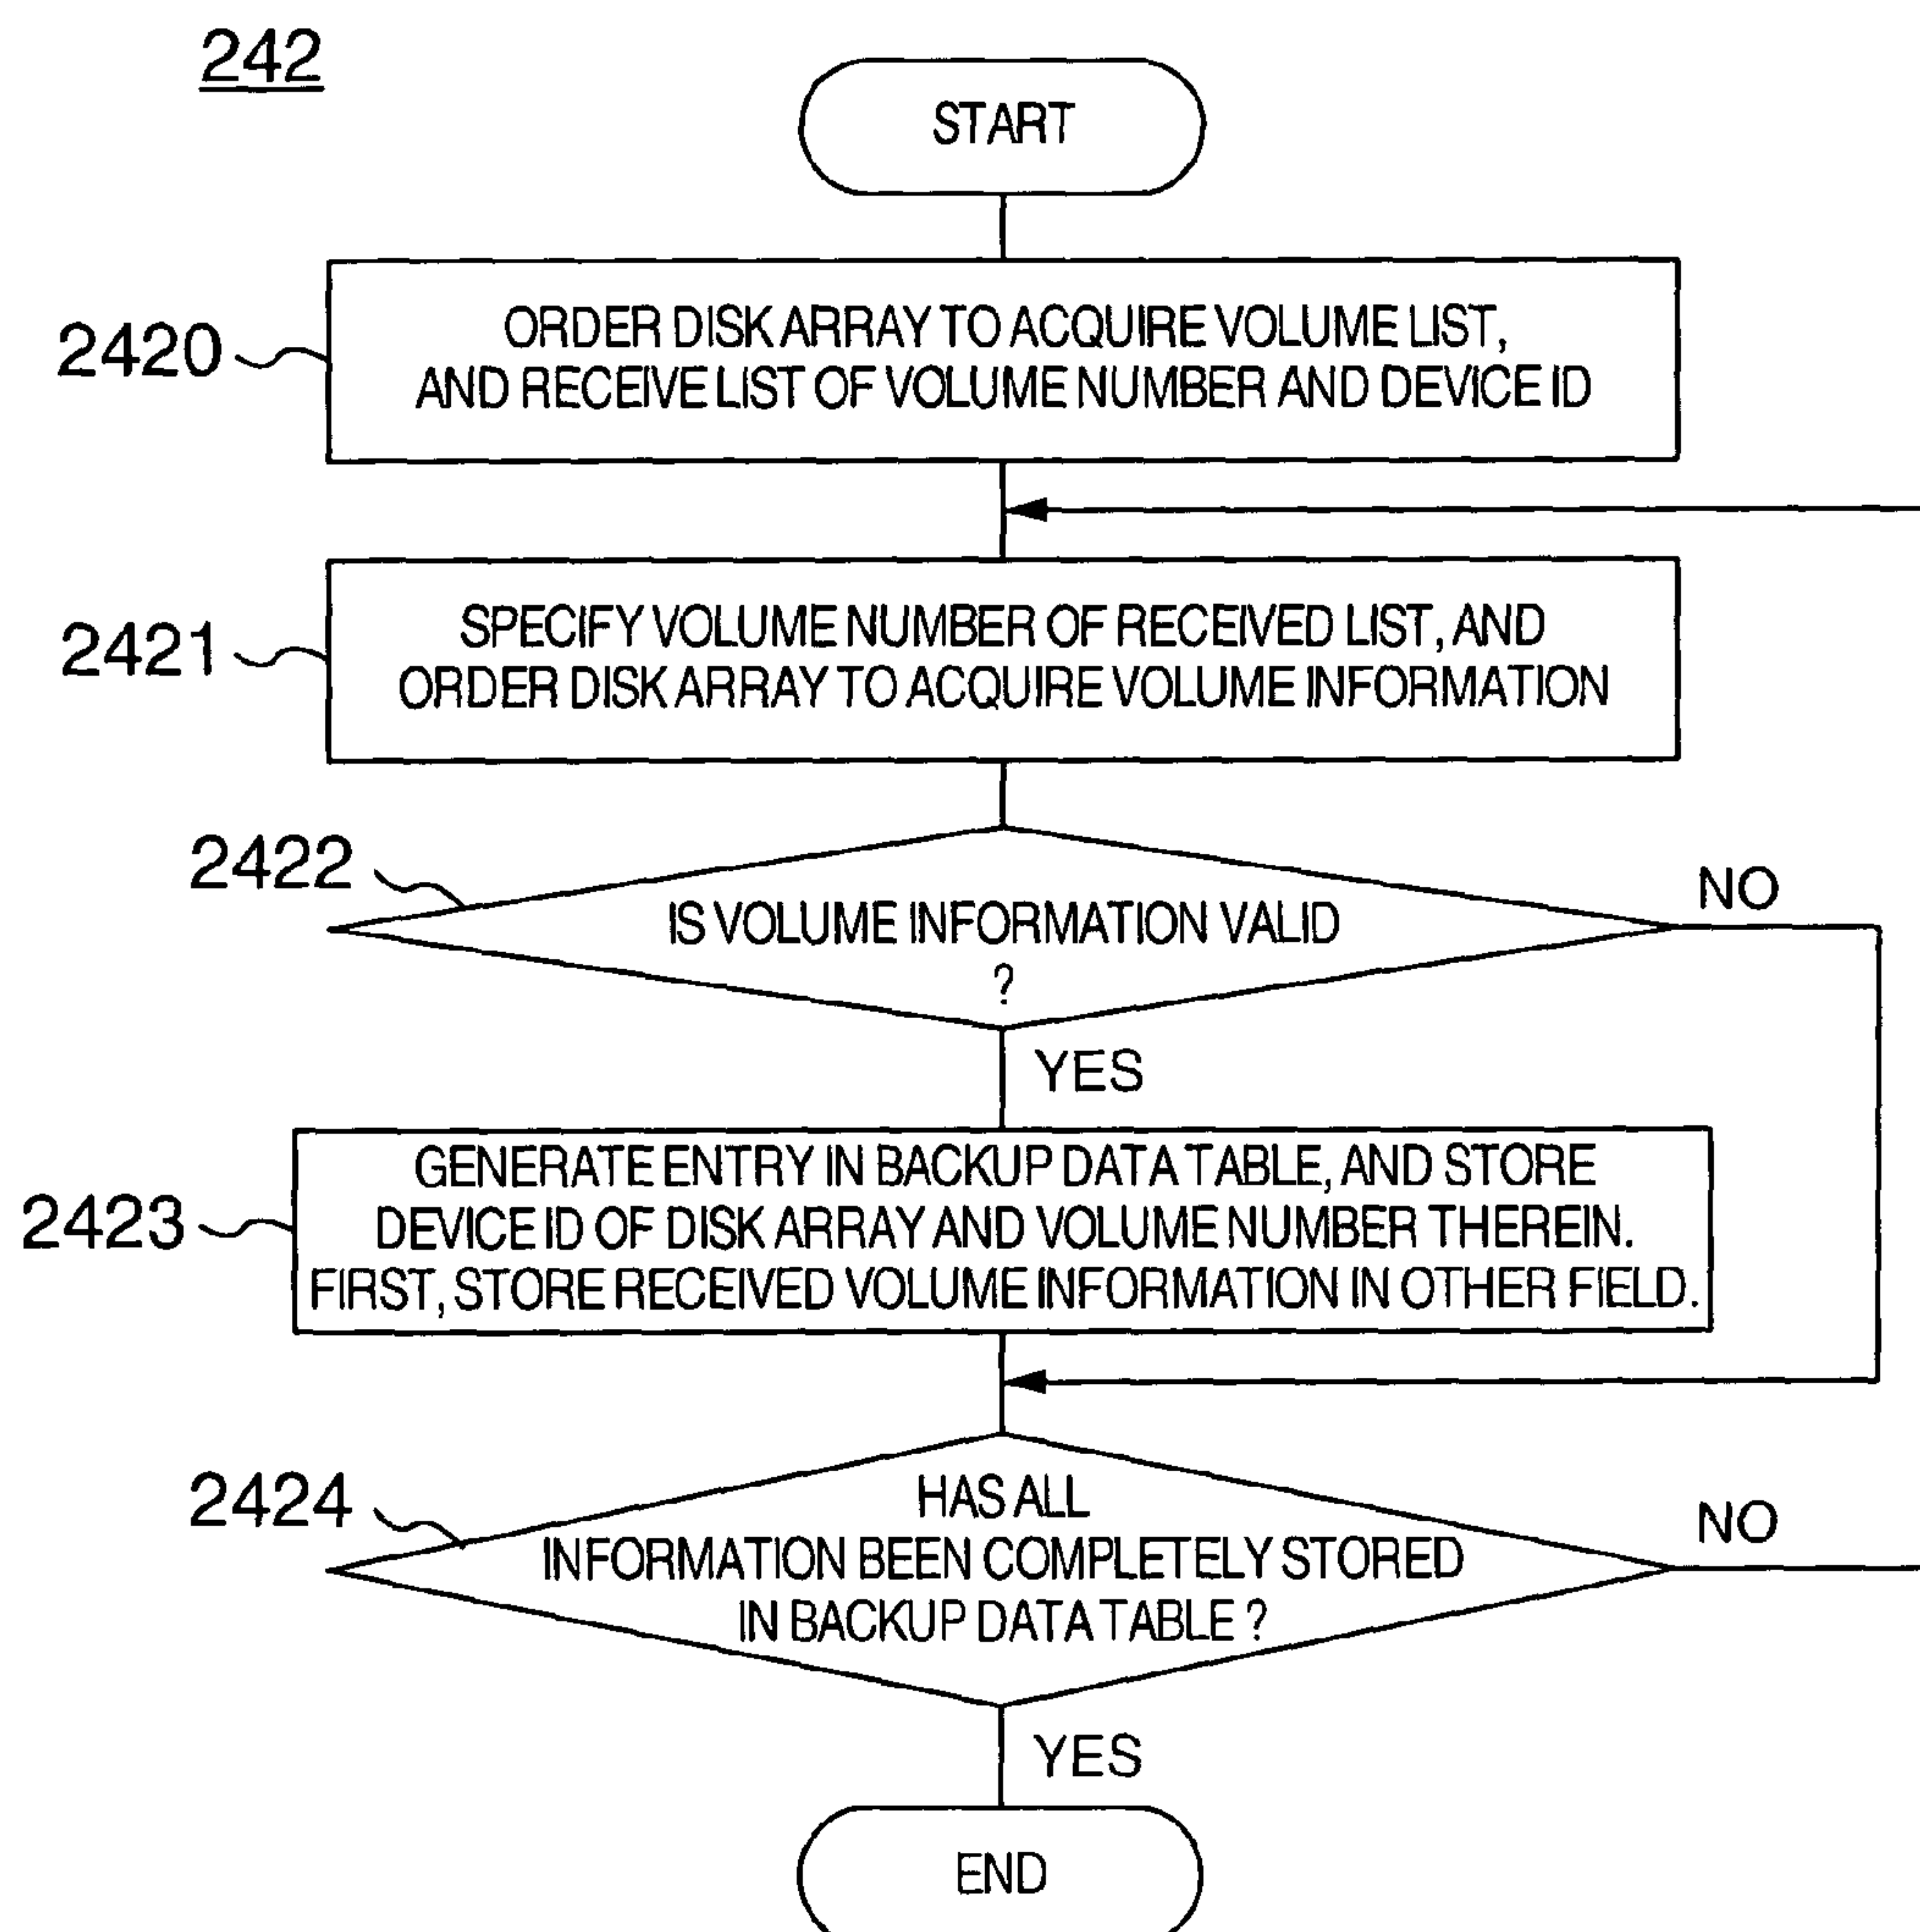 242
START
2420
ORDER DISK ARRAY TO ACQUIRE VOLUME LIST,
AND RECEIVE LIST OF VOLUME NUMBER AND DEVICE ID
2421
SPECIFY VOLUME NUMBER OF RECEIVED LIST, AND
ORDER DISK ARRAY TO ACQUIRE VOLUME INFORMATION
2422
IS VOLUME INFORMATION VALID
?
NO
YES
2423
GENERATE ENTRY IN BACKUP DATA TABLE, AND STORE
DEVICE ID OF DISK ARRAY AND VOLUME NUMBER THEREIN.
FIRST, STORE RECEIVED VOLUME INFORMATION IN OTHER FIELD.
2424
HAS ALL
INFORMATION BEEN COMPLETELY STORED
IN BACKUP DATA TABLE ?
NO
YES
END